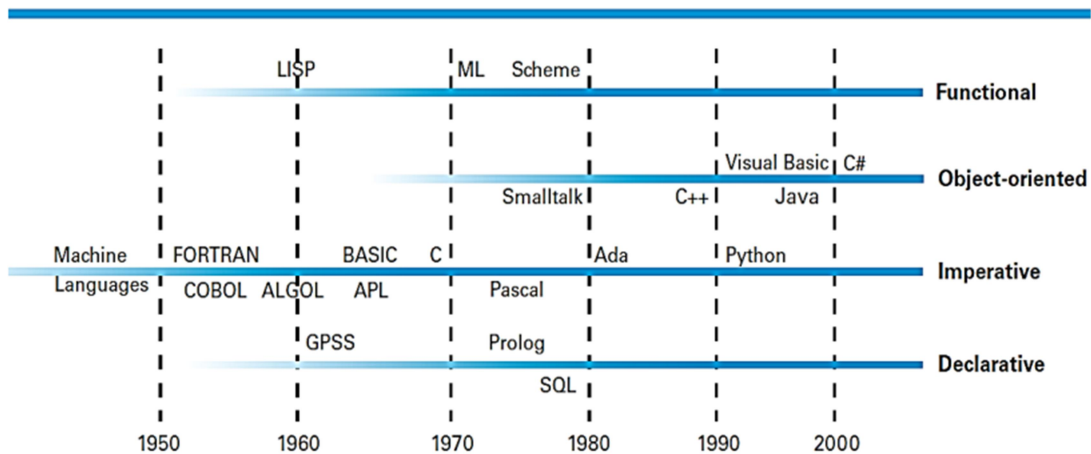 LISP ML Scheme
Functional
Visual Basic C#
Object-oriented
Smalltalk C++ Java
Machine FORTRAN BASIC C Ada Python
Imperative
Languages COBOL ALGOL APL Pascal
GPSS Prolog
Declarative
SQL
1950 1960 1970 1980 1990 2000